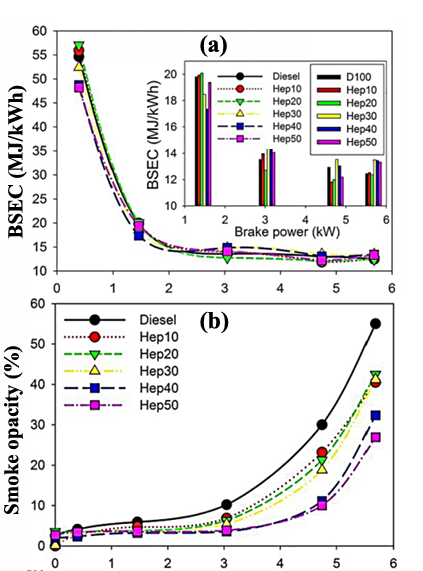 (a)
BSEC (MJ/kWh)
60
55
50
45
40
35
30
25
20
15
10
0 1 2 3 4 5 6
BSEC (MJ/kWh)
20
18
16
14
12
10
1 2 3 4 5 6
Brake power (kW)
Diesel
Hep10
Hep20
Hep30
Hep40
Hep50
D100
Hep10
Hep20
Hep30
Hep40
Hep50
(b)
Smoke opacity (%)
60
50
40
30
20
10
0
0 1 2 3 4 5 6
Diesel
Hep10
Hep20
Hep30
Hep40
Hep50